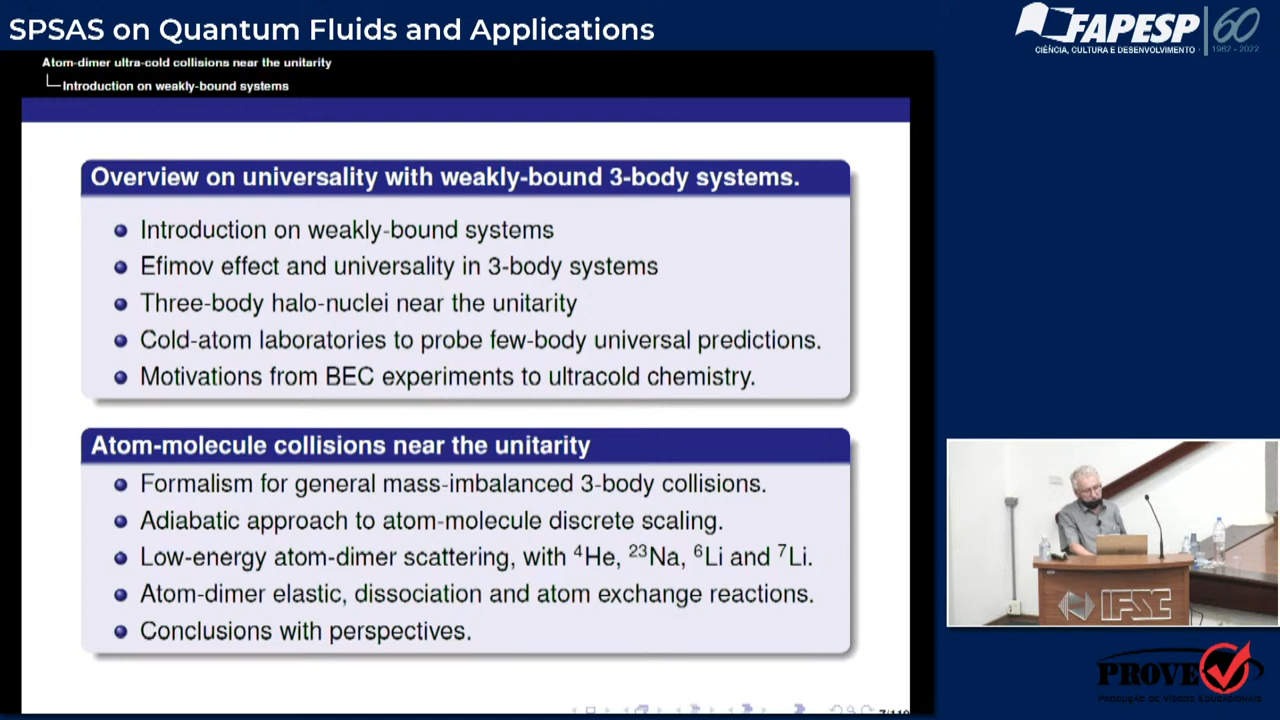 SPSAS on Quantum Fluids and Applications
FAPESP 60
CIÊNCIA, CULTURA E DESENVOLVIMENTO 1962 - 2022
Atom-dimer ultra-cold collisions near the unitarity
Introduction on weakly-bound systems
Overview on universality with weakly-bound 3-body systems.
Introduction on weakly-bound systems
Efimov effect and universality in 3-body systems
Three-body halo-nuclei near the unitarity
Cold-atom laboratories to probe few-body universal predictions.
Motivations from BEC experiments to ultracold chemistry.
Atom-molecule collisions near the unitarity
Formalism for general mass-imbalanced 3-body collisions.
Adiabatic approach to atom-molecule discrete scaling.
Low-energy atom-dimer scattering, with ⁴He, ²³Na, ⁶Li and ⁷Li.
Atom-dimer elastic, dissociation and atom exchange reactions.
Conclusions with perspectives.
IFSC
PROVE
PRODUÇÃO DE VÍDEOS EDUCACIONAIS